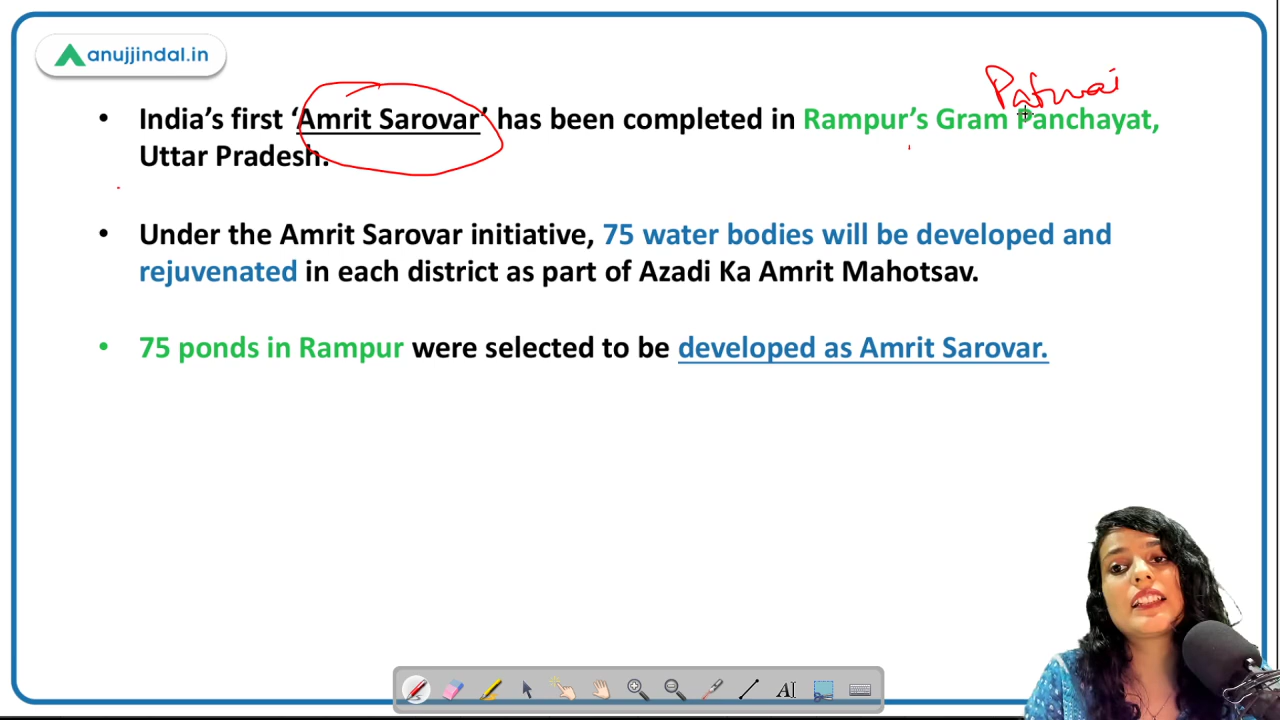 anujjindal.in
Patwai
• India's first ‘Amrit Sarovar’ has been completed in Rampur's Gram Panchayat,
Uttar Pradesh.
• Under the Amrit Sarovar initiative, 75 water bodies will be developed and
rejuvenated in each district as part of Azadi Ka Amrit Mahotsav.
• 75 ponds in Rampur were selected to be developed as Amrit Sarovar.